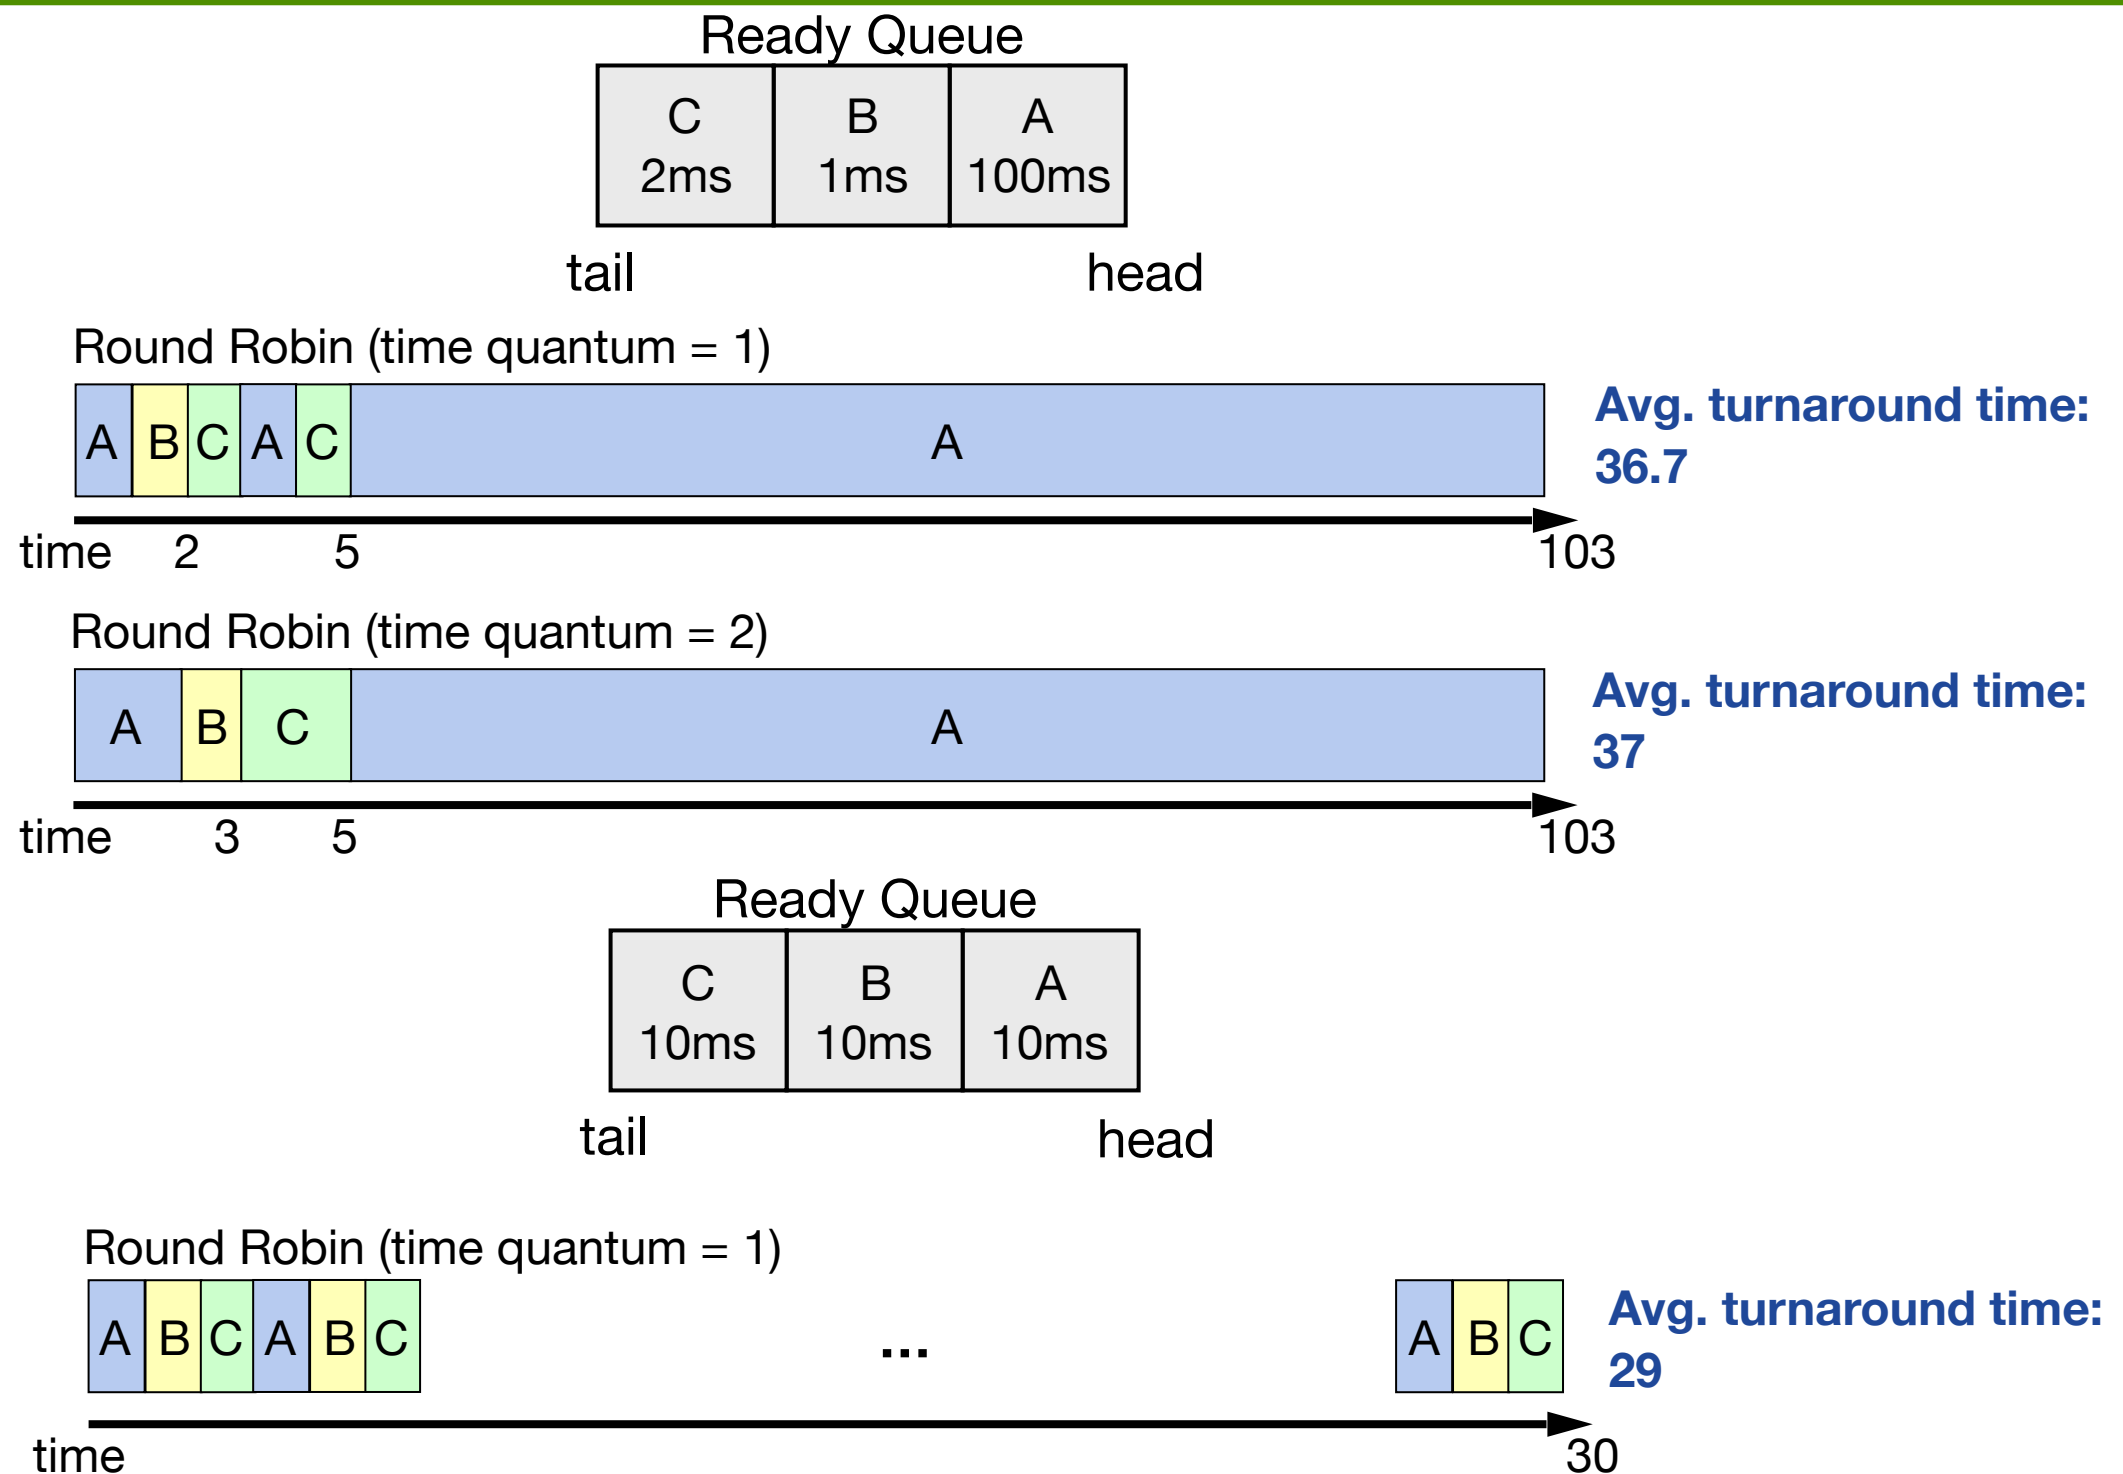 Ready Queue
C B A
2ms 1ms 100ms
tail head
Round Robin (time quantum = 1)
A B C A C A
Avg. turnaround time:
36.7
time 2 5 103
Round Robin (time quantum = 2)
A B C A
Avg. turnaround time:
37
time 3 5 103
Ready Queue
C B A
10ms 10ms 10ms
tail head
Round Robin (time quantum = 1)
A B C A B C ... A B C
Avg. turnaround time:
29
time 30